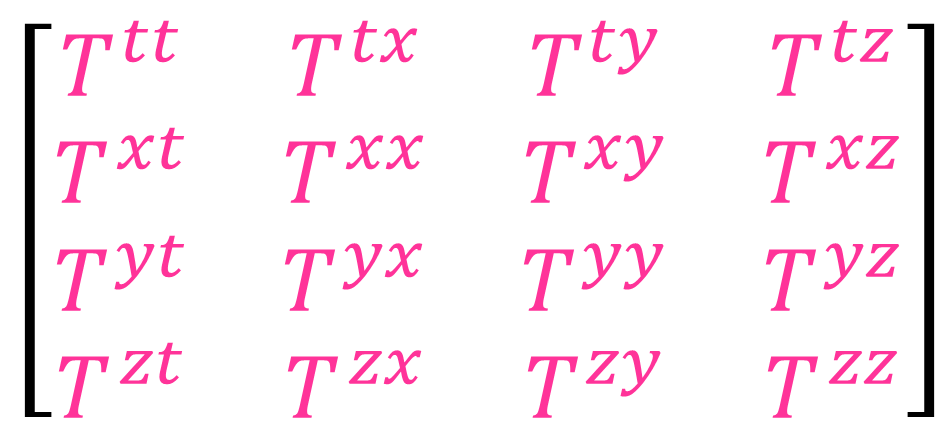 T^{tt} T^{tx} T^{ty} T^{tz}
T^{xt} T^{xx} T^{xy} T^{xz}
T^{yt} T^{yx} T^{yy} T^{yz}
T^{zt} T^{zx} T^{zy} T^{zz}